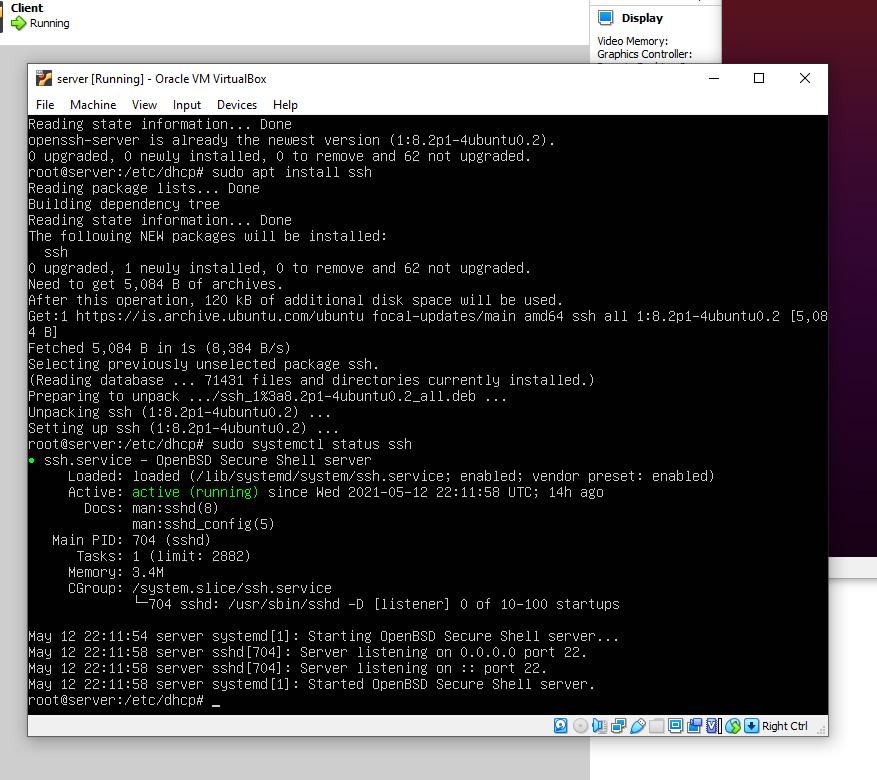 Client
Running
Display
Video Memory:
Graphics Controller:
server [Running] - Oracle VM VirtualBox
File Machine View Input Devices Help
Reading state information... Done
openssh-server is already the newest version (1:8.2p1-4ubuntu0.2).
0 upgraded, 0 newly installed, 0 to remove and 62 not upgraded.
root@server:/etc/dhcp# sudo apt install ssh
Reading package lists... Done
Building dependency tree
Reading state information... Done
The following NEW packages will be installed:
  ssh
0 upgraded, 1 newly installed, 0 to remove and 62 not upgraded.
Need to get 5,084 B of archives.
After this operation, 120 kB of additional disk space will be used.
Get:1 https://is.archive.ubuntu.com/ubuntu focal-updates/main amd64 ssh all 1:8.2p1-4ubuntu0.2 [5,08
4 B]
Fetched 5,084 B in 1s (8,384 B/s)
Selecting previously unselected package ssh.
(Reading database ... 71431 files and directories currently installed.)
Preparing to unpack .../ssh_1%3a8.2p1-4ubuntu0.2_all.deb ...
Unpacking ssh (1:8.2p1-4ubuntu0.2) ...
Setting up ssh (1:8.2p1-4ubuntu0.2) ...
root@server:/etc/dhcp# sudo systemctl status ssh
● ssh.service - OpenBSD Secure Shell server
     Loaded: loaded (/lib/systemd/system/ssh.service; enabled; vendor preset: enabled)
     Active: active (running) since Wed 2021-05-12 22:11:58 UTC; 14h ago
       Docs: man:sshd(8)
             man:sshd_config(5)
   Main PID: 704 (sshd)
      Tasks: 1 (limit: 2882)
     Memory: 3.4M
     CGroup: /system.slice/ssh.service
             └─704 sshd: /usr/sbin/sshd -D [listener] 0 of 10-100 startups
May 12 22:11:54 server systemd[1]: Starting OpenBSD Secure Shell server...
May 12 22:11:58 server sshd[704]: Server listening on 0.0.0.0 port 22.
May 12 22:11:58 server sshd[704]: Server listening on :: port 22.
May 12 22:11:58 server systemd[1]: Started OpenBSD Secure Shell server.
root@server:/etc/dhcp# _
Right Ctrl